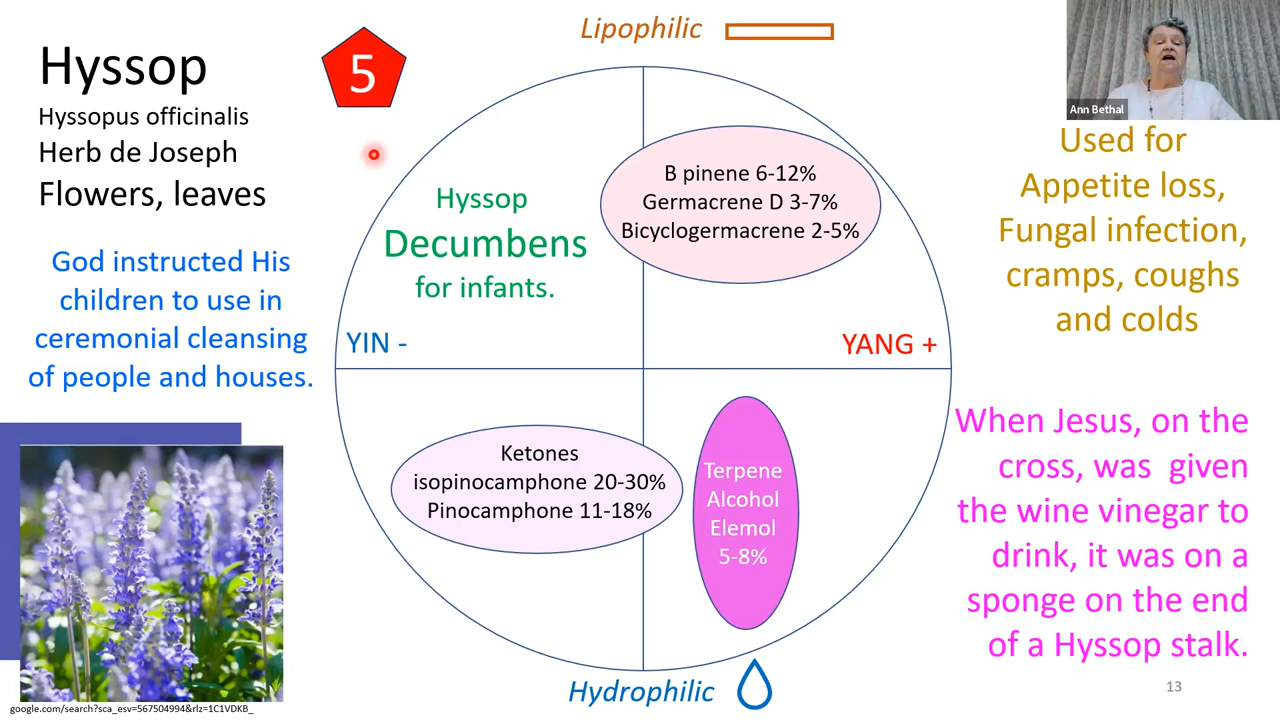 Hyssop
Hyssopus officinalis
Herb de Joseph
Flowers, leaves
God instructed His
children to use in
ceremonial cleansing
of people and houses.
google.com/search?sca_esv=567504994&rlz=1C1VDKB_
5
Lipophilic
Hyssop
Decumbens
for infants.
B pinene 6-12%
Germacrene D 3-7%
Bicyclogermacrene 2-5%
YIN -
YANG +
Ketones
isopinocamphone 20-30%
Pinocamphone 11-18%
Terpene
Alcohol
Elemol
5-8%
Hydrophilic
Ann Bethal
Used for
Appetite loss,
Fungal infection,
cramps, coughs
and colds
When Jesus, on the
cross, was given
the wine vinegar to
drink, it was on a
sponge on the end
of a Hyssop stalk.
13